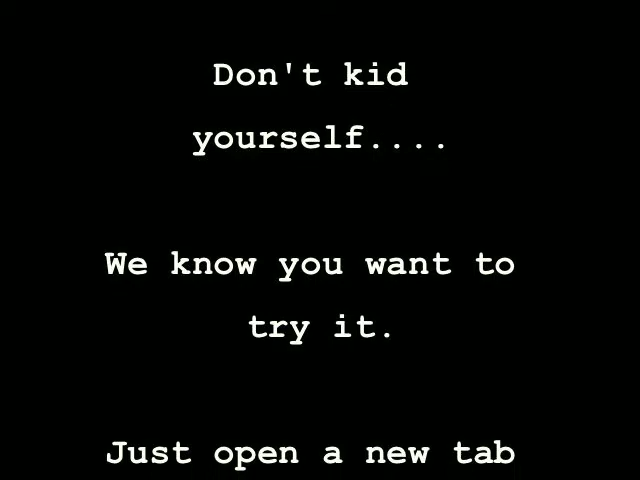 Don't kid
yourself....
We know you want to
try it.
Just open a new tab